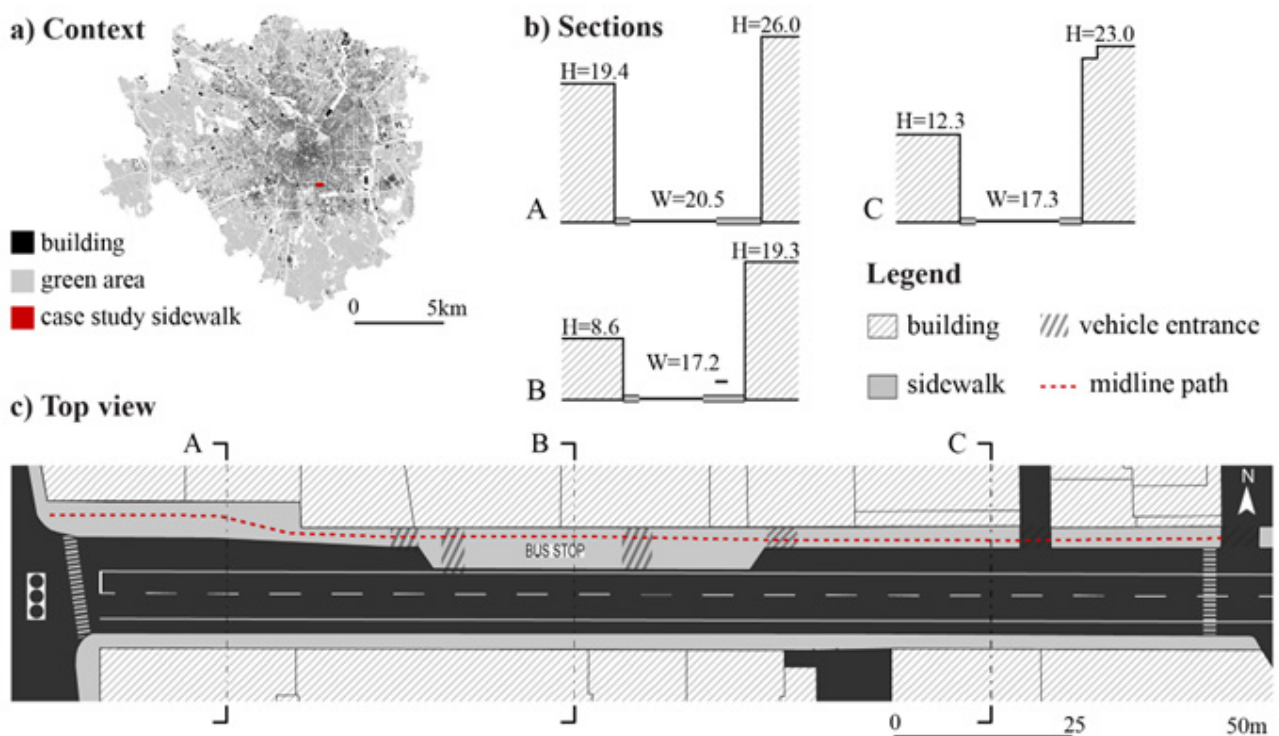 a) Context
building
green area
case study sidewalk
0 5km
b) Sections
H=19.4
H=26.0
W=20.5
A
H=8.6
H=19.3
W=17.2
B
H=12.3
H=23.0
W=17.3
C
Legend
building
vehicle entrance
sidewalk
midline path
c) Top view
A B C
N
BUS STOP
0 25 50m